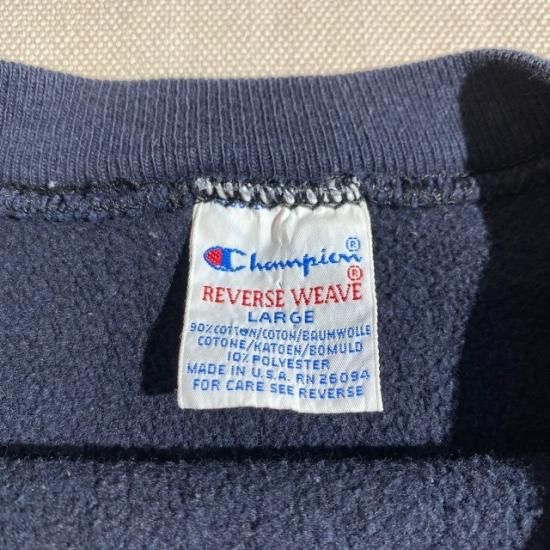 Champion®
REVERSE WEAVE®
LARGE
90% COTTON/COTON/BAUMWOLLE
COTONE/KATOEN/BOMULD
10% POLYESTER
MADE IN U.S.A. RN 26094
FOR CARE SEE REVERSE